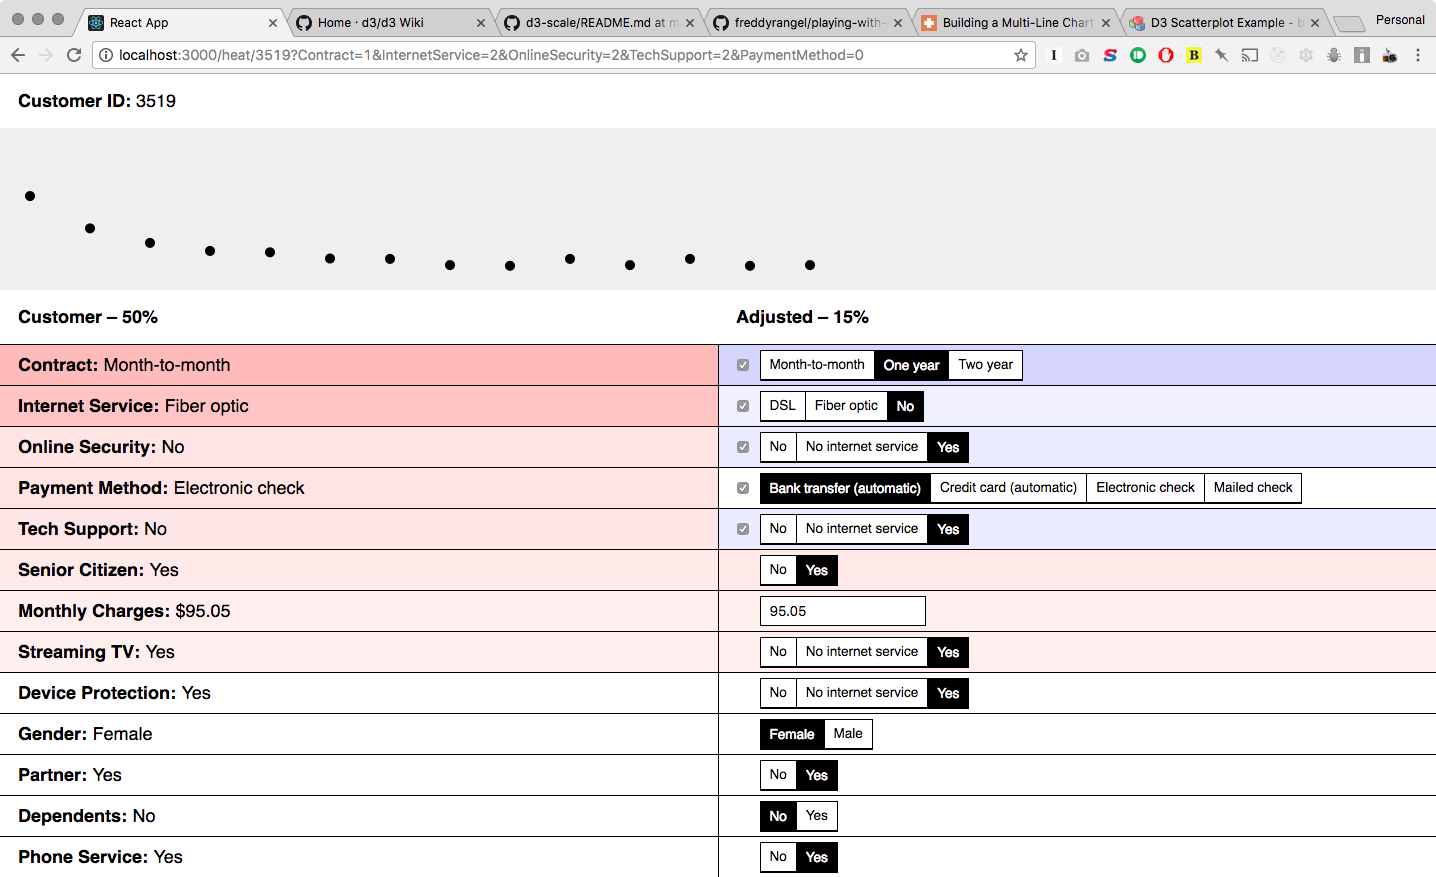 React App
Home · d3/d3 Wiki
d3-scale/README.md at m
freddyrangel/playing-with-
Building a Multi-Line Chart
D3 Scatterplot Example - b
Personal
localhost:3000/heat/3519?Contract=1&InternetService=2&OnlineSecurity=2&TechSupport=2&PaymentMethod=0
Customer ID: 3519
Customer – 50%
Adjusted – 15%
Contract: Month-to-month
Month-to-month One year Two year
Internet Service: Fiber optic
DSL Fiber optic No
Online Security: No
No No internet service Yes
Payment Method: Electronic check
Bank transfer (automatic) Credit card (automatic) Electronic check Mailed check
Tech Support: No
No No internet service Yes
Senior Citizen: Yes
No Yes
Monthly Charges: $95.05
95.05
Streaming TV: Yes
No No internet service Yes
Device Protection: Yes
No No internet service Yes
Gender: Female
Female Male
Partner: Yes
No Yes
Dependents: No
No Yes
Phone Service: Yes
No Yes